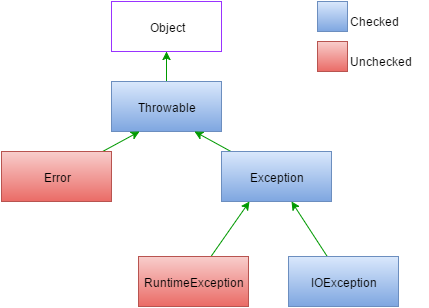 Object
Checked
Unchecked
Throwable
Error
Exception
RuntimeException
IOException